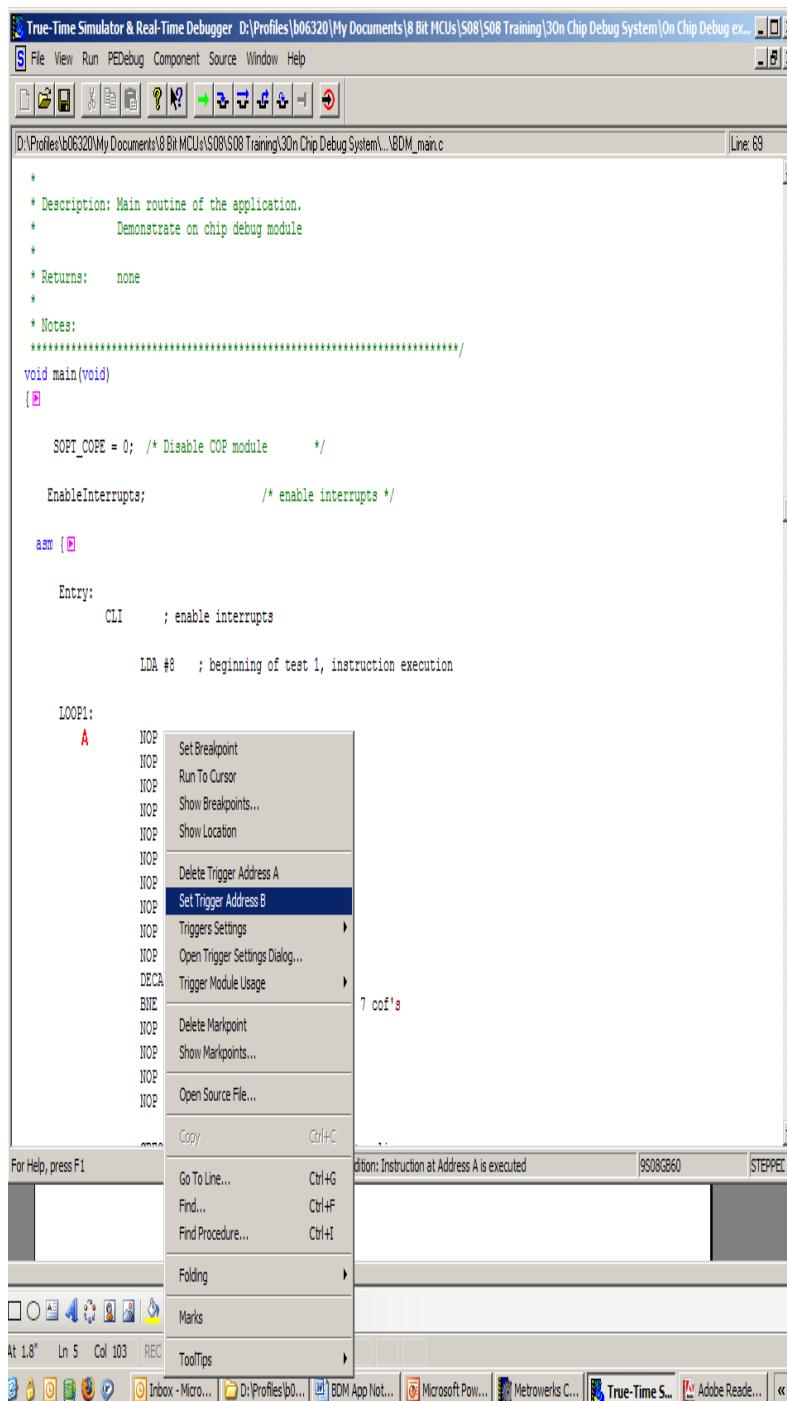 True-Time Simulator & Real-Time Debugger D:\Profiles\b06320\My Documents\8 Bit MCUs\S08\S08 Training\3On Chip Debug System\On Chip Debug ex...
File View Run PEDebug Component Source Window Help
D:\Profiles\b06320\My Documents\8 Bit MCUs\S08\S08 Training\3On Chip Debug System\...\BDM_main.c Line: 69
*
* Description: Main routine of the application.
* Demonstrate on chip debug module
*
* Returns: none
*
* Notes:
**************************************************************************/
void main(void)
{
SOPT_COPE = 0; /* Disable COP module */
EnableInterrupts; /* enable interrupts */
asm {
Entry:
CLI ; enable interrupts
LDA #8 ; beginning of test 1, instruction execution
LOOP1:
A NOP
NOP
NOP
NOP
NOP
NOP
NOP
NOP
NOP
NOP
DECA
BNE 7 cof's
NOP
NOP
NOP
NOP
Set Breakpoint
Run To Cursor
Show Breakpoints...
Show Location
Delete Trigger Address A
Set Trigger Address B
Triggers Settings
Open Trigger Settings Dialog...
Trigger Module Usage
Delete Markpoint
Show Markpoints...
Open Source File...
Copy Ctrl+C
Go To Line... Ctrl+G
Find... Ctrl+F
Find Procedure... Ctrl+I
Folding
Marks
ToolTips
For Help, press F1 dition: Instruction at Address A is executed 9S08GB60 STEPPED
At 1.8" Ln 5 Col 103 REC
Inbox - Micro... D:\Profiles\b0... BDM App Not... Microsoft Pow... Metrowerks C... True-Time S... Adobe Reade... «